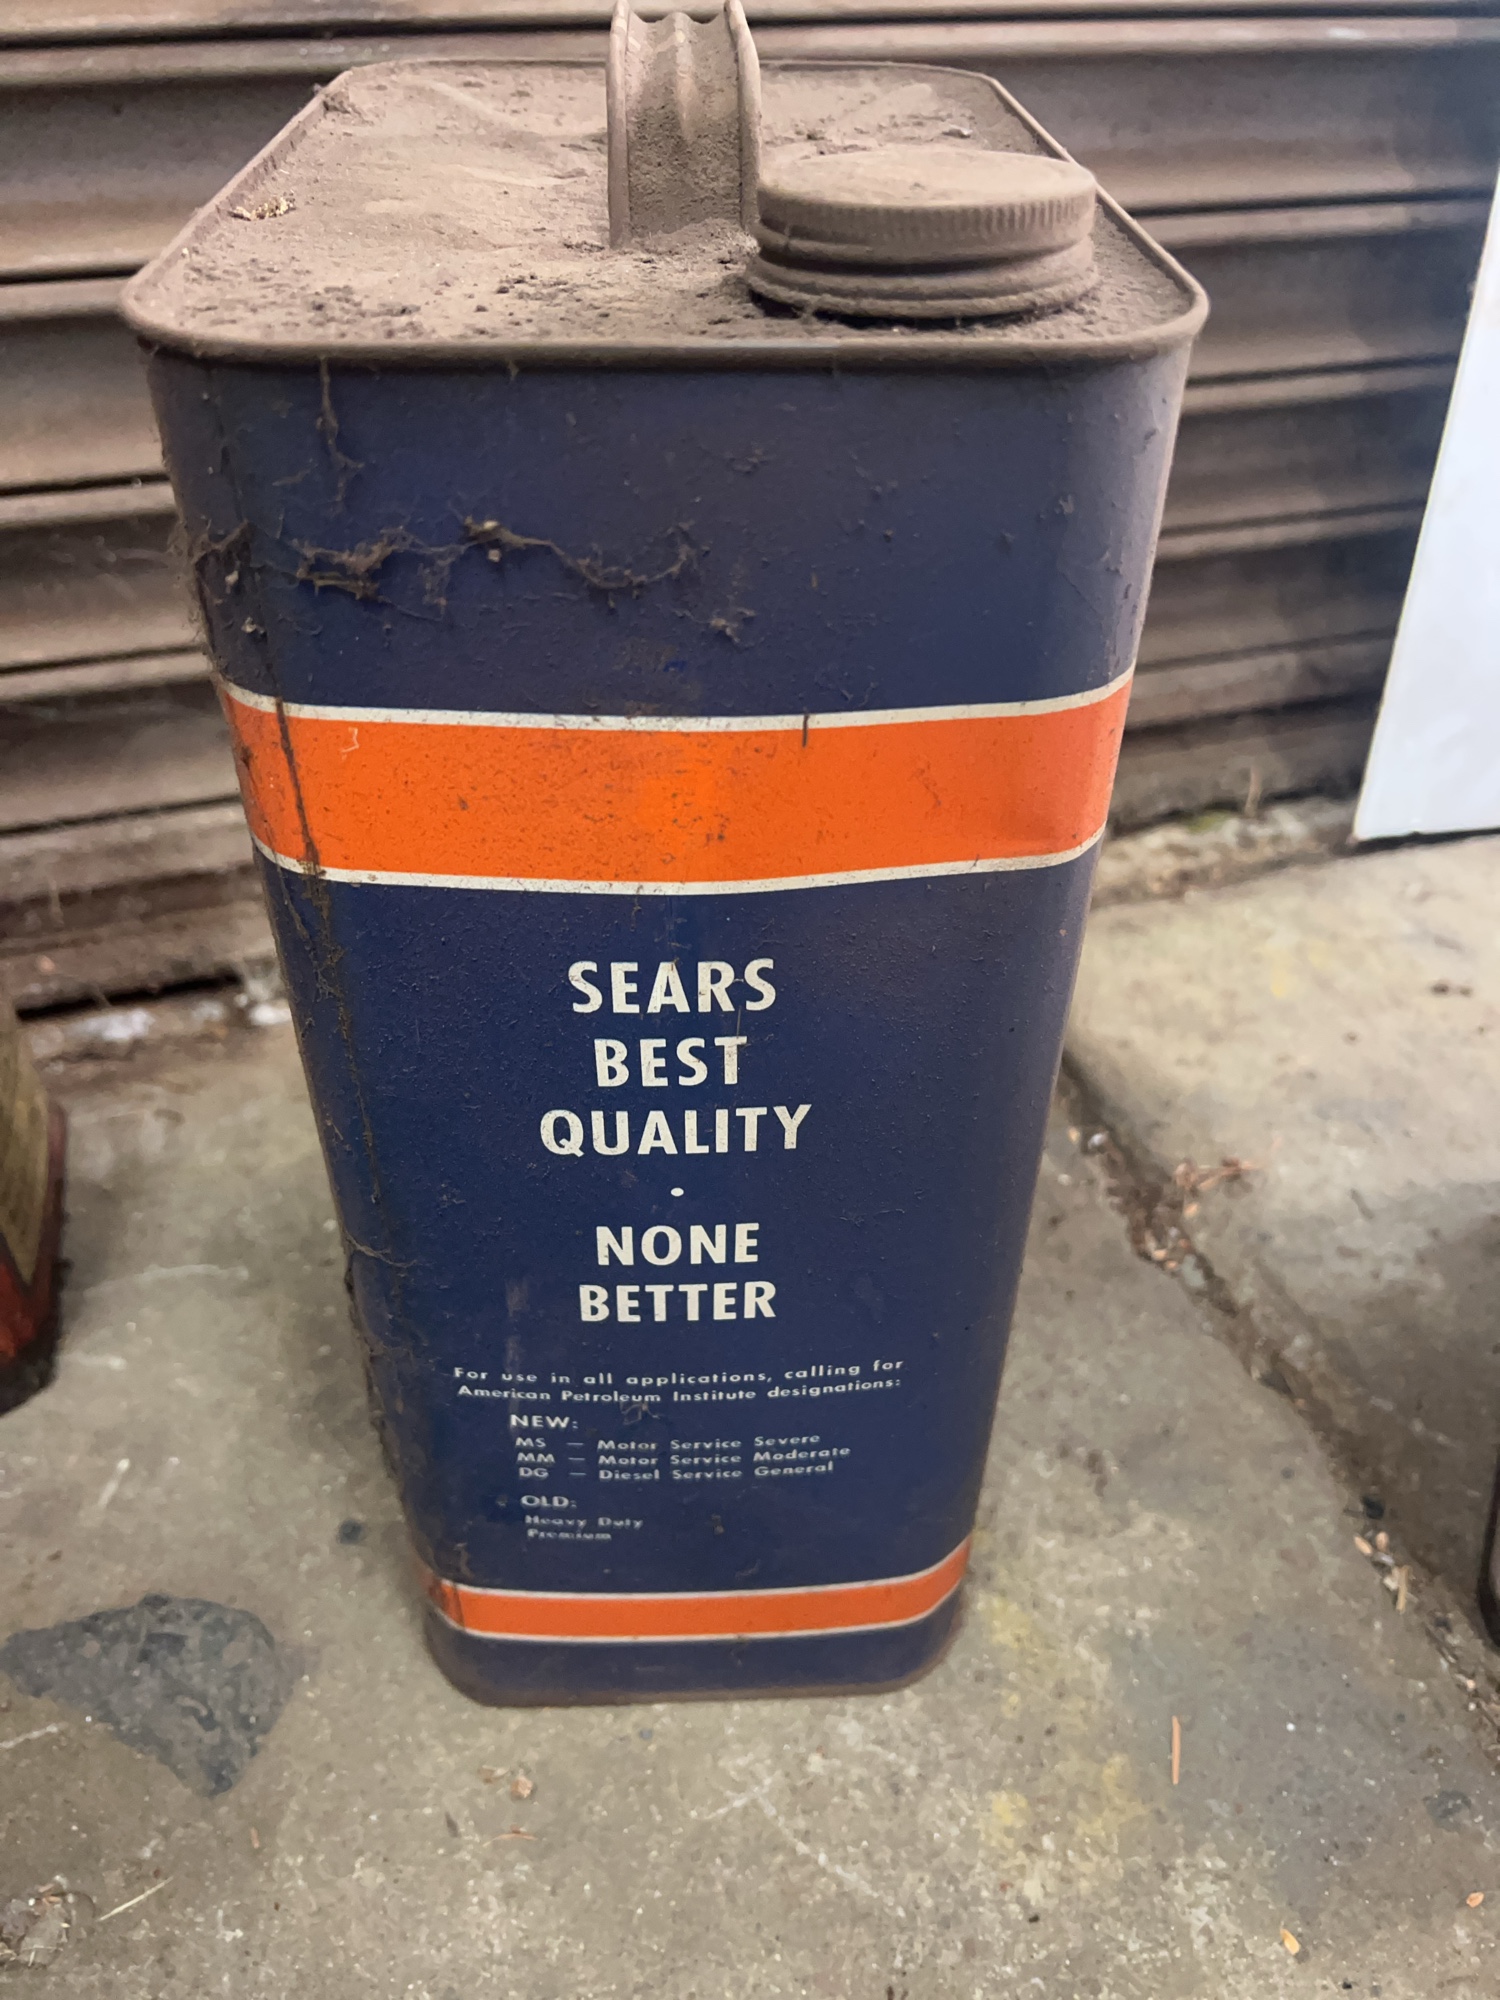 SEARS
BEST
QUALITY
•
NONE
BETTER
For use in all applications, calling for
American Petroleum Institute designations:
NEW:
MS — Motor Service Severe
MM — Motor Service Moderate
DG — Diesel Service General
OLD:
Heavy Duty
Premium